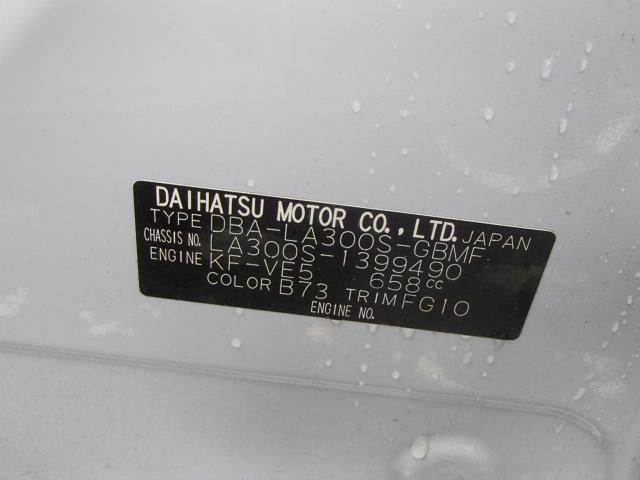 DAIHATSU MOTOR CO., LTD. JAPAN
TYPE DBA-LA300S-GBMF
CHASSIS NO. LA300S-1399490
ENGINE KF-VE5 658cc
COLOR B73 TRIM FG10
ENGINE NO.